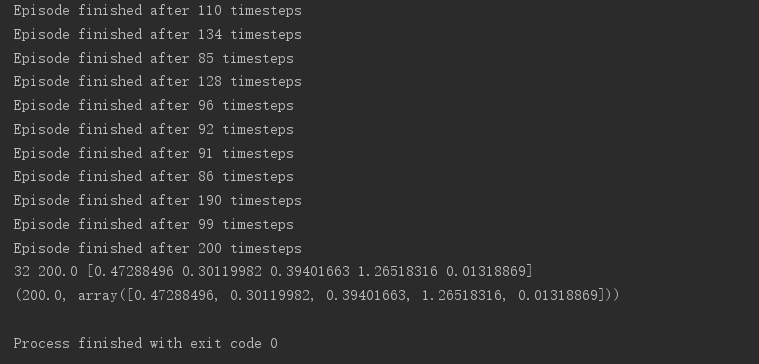 Episode finished after 110 timesteps
Episode finished after 134 timesteps
Episode finished after 85 timesteps
Episode finished after 128 timesteps
Episode finished after 96 timesteps
Episode finished after 92 timesteps
Episode finished after 91 timesteps
Episode finished after 86 timesteps
Episode finished after 190 timesteps
Episode finished after 99 timesteps
Episode finished after 200 timesteps
32 200.0 [0.47288496 0.30119982 0.39401663 1.26518316 0.01318869]
(200.0, array([0.47288496, 0.30119982, 0.39401663, 1.26518316, 0.01318869]))
Process finished with exit code 0